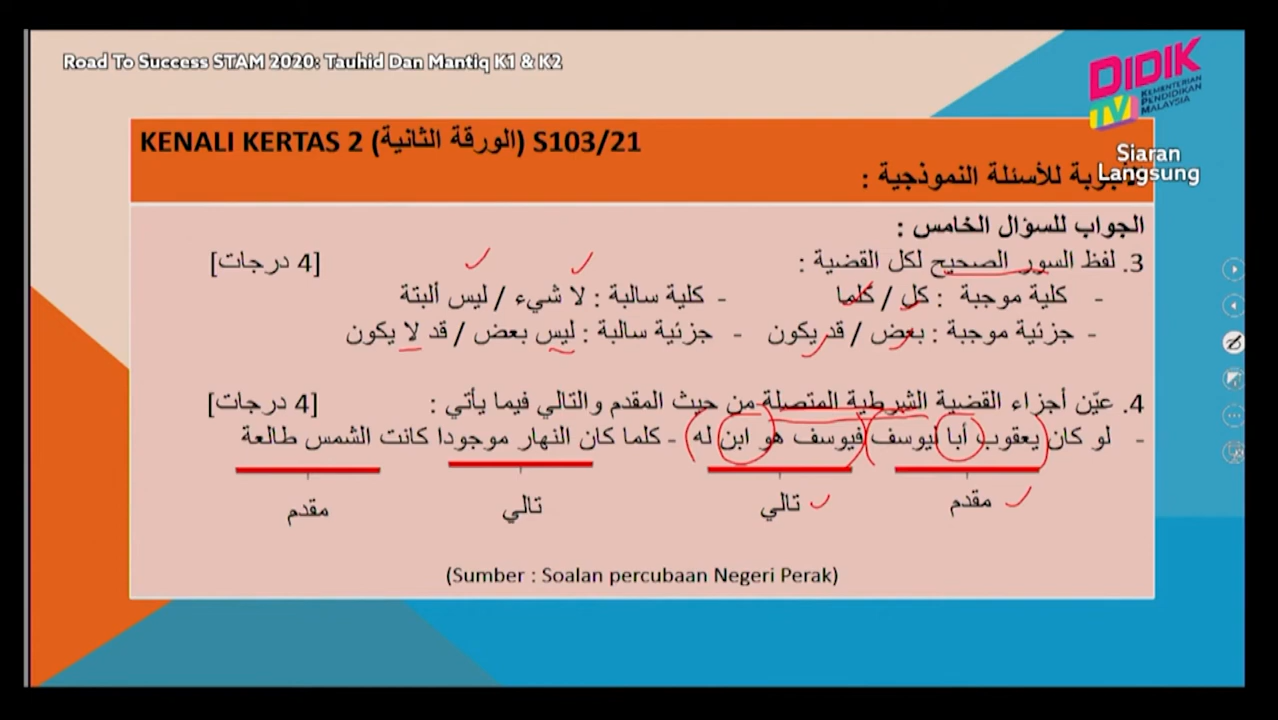 Road To Success STAM 2020: Tauhid Dan Mantiq K1 & K2
DIDIK
TV KEMENTERIAN PENDIDIKAN MALAYSIA
Siaran
Langsung
KENALI KERTAS 2 (الورقة الثانية) S103/21
الأجوبة للأسئلة النموذجية :
الجواب للسؤال الخامس :
3. لفظ السور الصحيح لكل القضية : [4 درجات]
- كلية موجبة : كل / كلما - كلية سالبة : لا شيء / ليس ألبتة
- جزئية موجبة : بعض / قد يكون - جزئية سالبة : ليس بعض / قد لا يكون
4. عيّن أجزاء القضية الشرطية المتصلة من حيث المقدم والتالي فيما يأتي : [4 درجات]
- لو كان يعقوب أبا ليوسف فيوسف هو ابن له - كلما كان النهار موجودا كانت الشمس طالعة
مقدم تالي تالي مقدم
(Sumber : Soalan percubaan Negeri Perak)